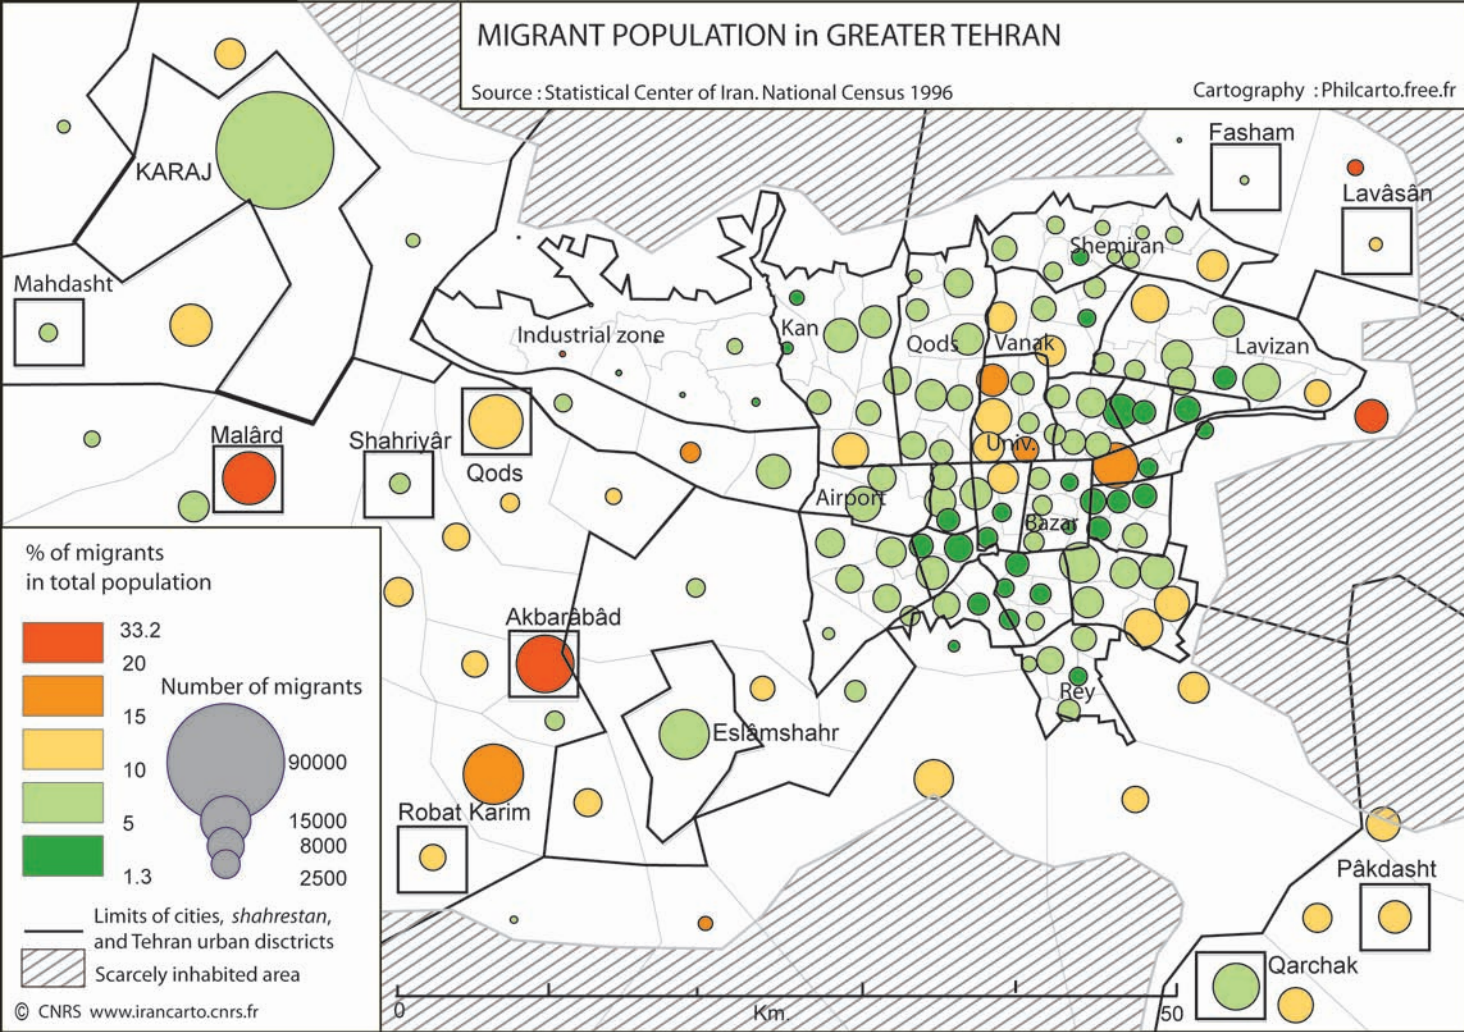 MIGRANT POPULATION in GREATER TEHRAN
Source : Statistical Center of Iran. National Census 1996
Cartography : Philcarto.free.fr
Fasham
Lavâsân
KARAJ
Shemiran
Mahdasht
Industrial zone
Kan
Qods
Vanak
Lavizan
Malârd
Shahriyâr
Qods
Univ.
Airport
Bazar
% of migrants
in total population
33.2
20
15
10
5
1.3
Number of migrants
90000
15000
8000
2500
Limits of cities, shahrestan,
and Tehran urban disctricts
Scarcely inhabited area
© CNRS www.irancarto.cnrs.fr
Akbarâbâd
Rey
Eslâmshahr
Robat Karim
Pâkdasht
Qarchak
0
Km.
50